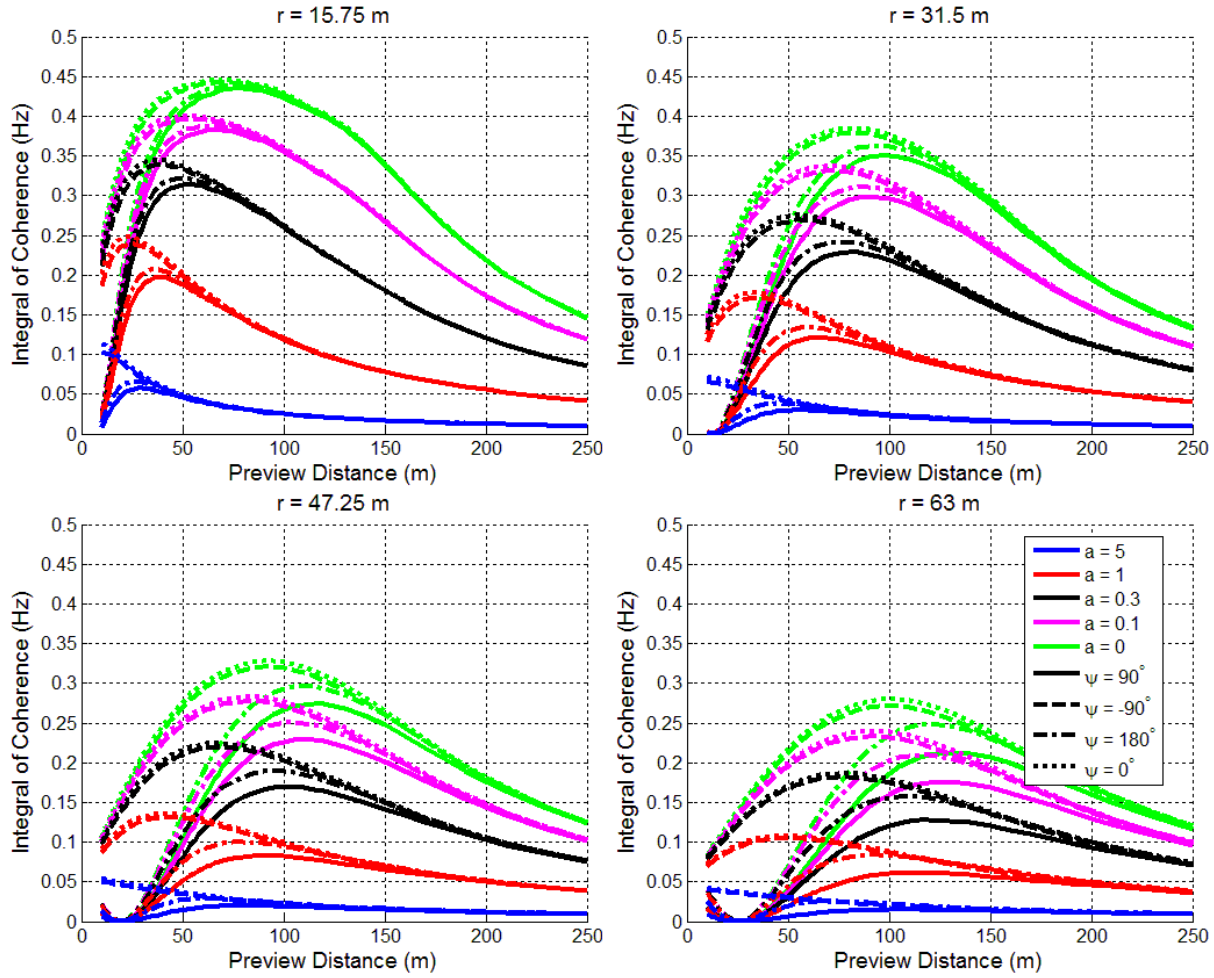 r = 15.75 m
0.5
0.45
0.4
0.35
0.3
0.25
0.2
0.15
0.1
0.05
0
Integral of Coherence (Hz)
0 50 100 150 200 250
Preview Distance (m)
r = 31.5 m
0.5
0.45
0.4
0.35
0.3
0.25
0.2
0.15
0.1
0.05
0
Integral of Coherence (Hz)
0 50 100 150 200 250
Preview Distance (m)
r = 47.25 m
0.5
0.45
0.4
0.35
0.3
0.25
0.2
0.15
0.1
0.05
0
Integral of Coherence (Hz)
0 50 100 150 200 250
Preview Distance (m)
r = 63 m
0.5
0.45
0.4
0.35
0.3
0.25
0.2
0.15
0.1
0.05
0
Integral of Coherence (Hz)
0 50 100 150 200 250
Preview Distance (m)
a = 5
a = 1
a = 0.3
a = 0.1
a = 0
ψ = 90°
ψ = -90°
ψ = 180°
ψ = 0°